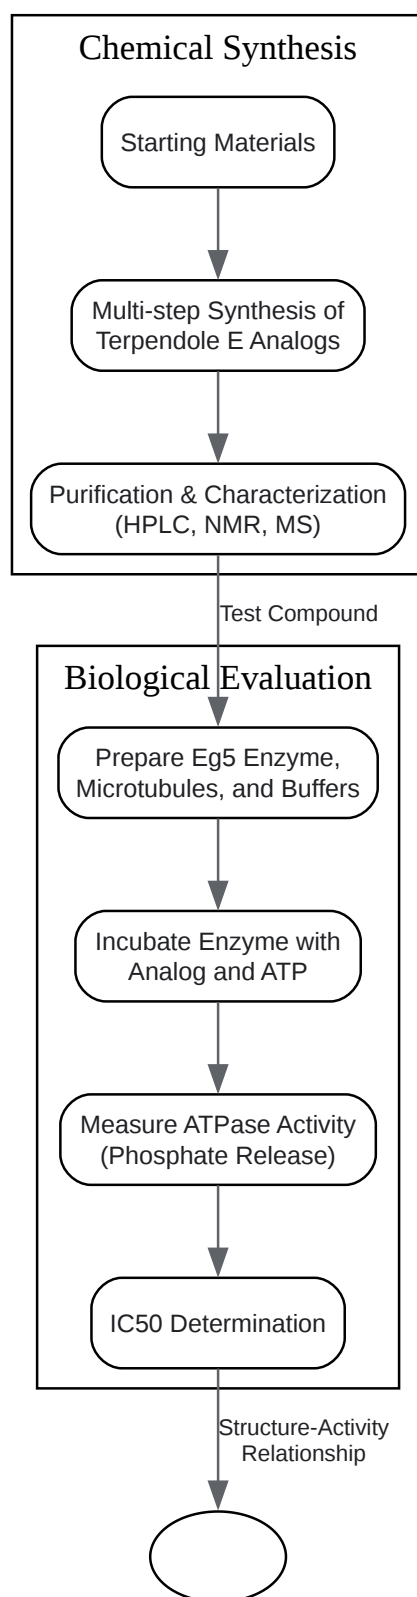 Chemical Synthesis
Starting Materials
Multi-step Synthesis of
Terpendole E Analogs
Purification & Characterization
(HPLC, NMR, MS)
Test Compound
Biological Evaluation
Prepare Eg5 Enzyme,
Microtubules, and Buffers
Incubate Enzyme with
Analog and ATP
Measure ATPase Activity
(Phosphate Release)
IC50 Determination
Structure-Activity
Relationship